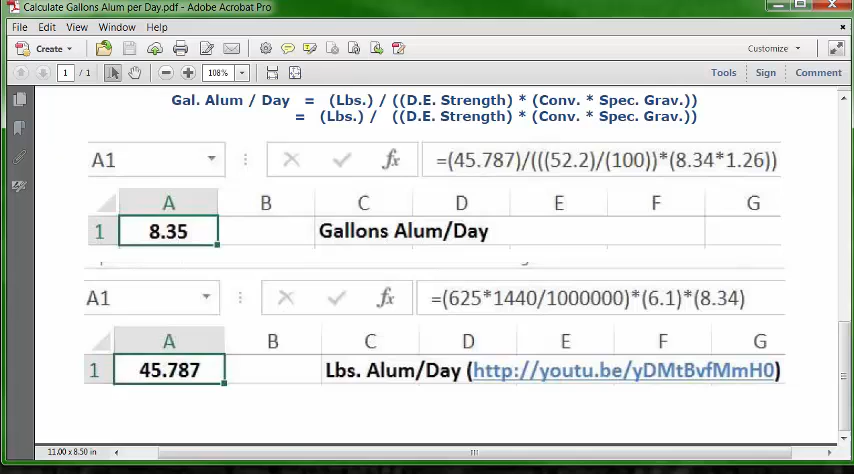 Calculate Gallons Alum per Day.pdf - Adobe Acrobat Pro
File Edit View Window Help
Create Customize
1 / 1 108% Tools Sign Comment
Gal. Alum / Day = (Lbs.) / ((D.E. Strength) * (Conv. * Spec. Grav.))
= (Lbs.) / ((D.E. Strength) * (Conv. * Spec. Grav.))
A1 fx =(45.787)/(((52.2)/(100))*(8.34*1.26))
A B C D E F G
1 8.35 Gallons Alum/Day
A1 fx =(625*1440/1000000)*(6.1)*(8.34)
A B C D E F G
1 45.787 Lbs. Alum/Day (http://youtu.be/yDMtBvfMmH0)
11.00 x 8.50 in